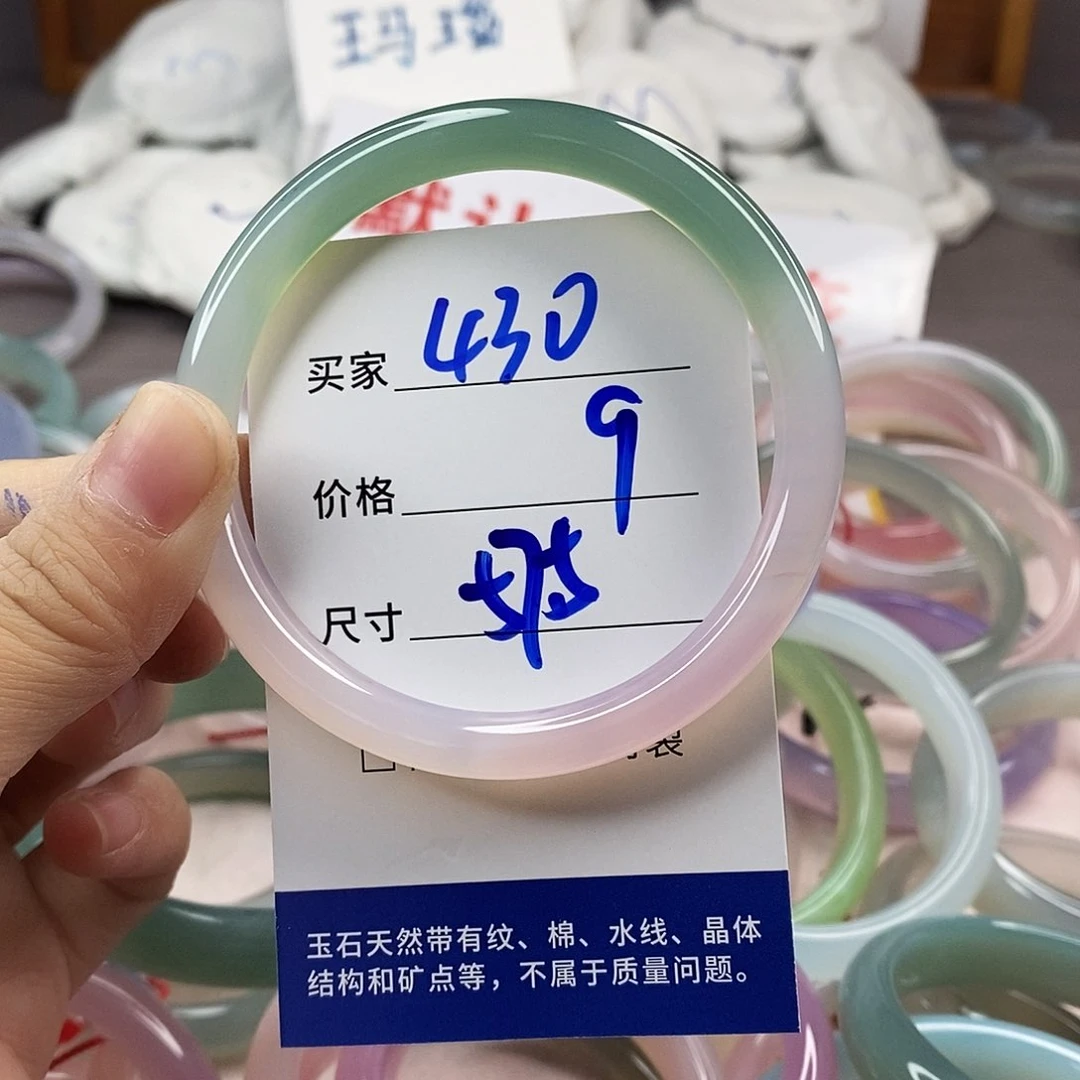 玉玛瑙
买家 430
价格 9
尺寸
玉石天然带有纹、棉、水线、晶体
结构和矿点等，不属于质量问题。